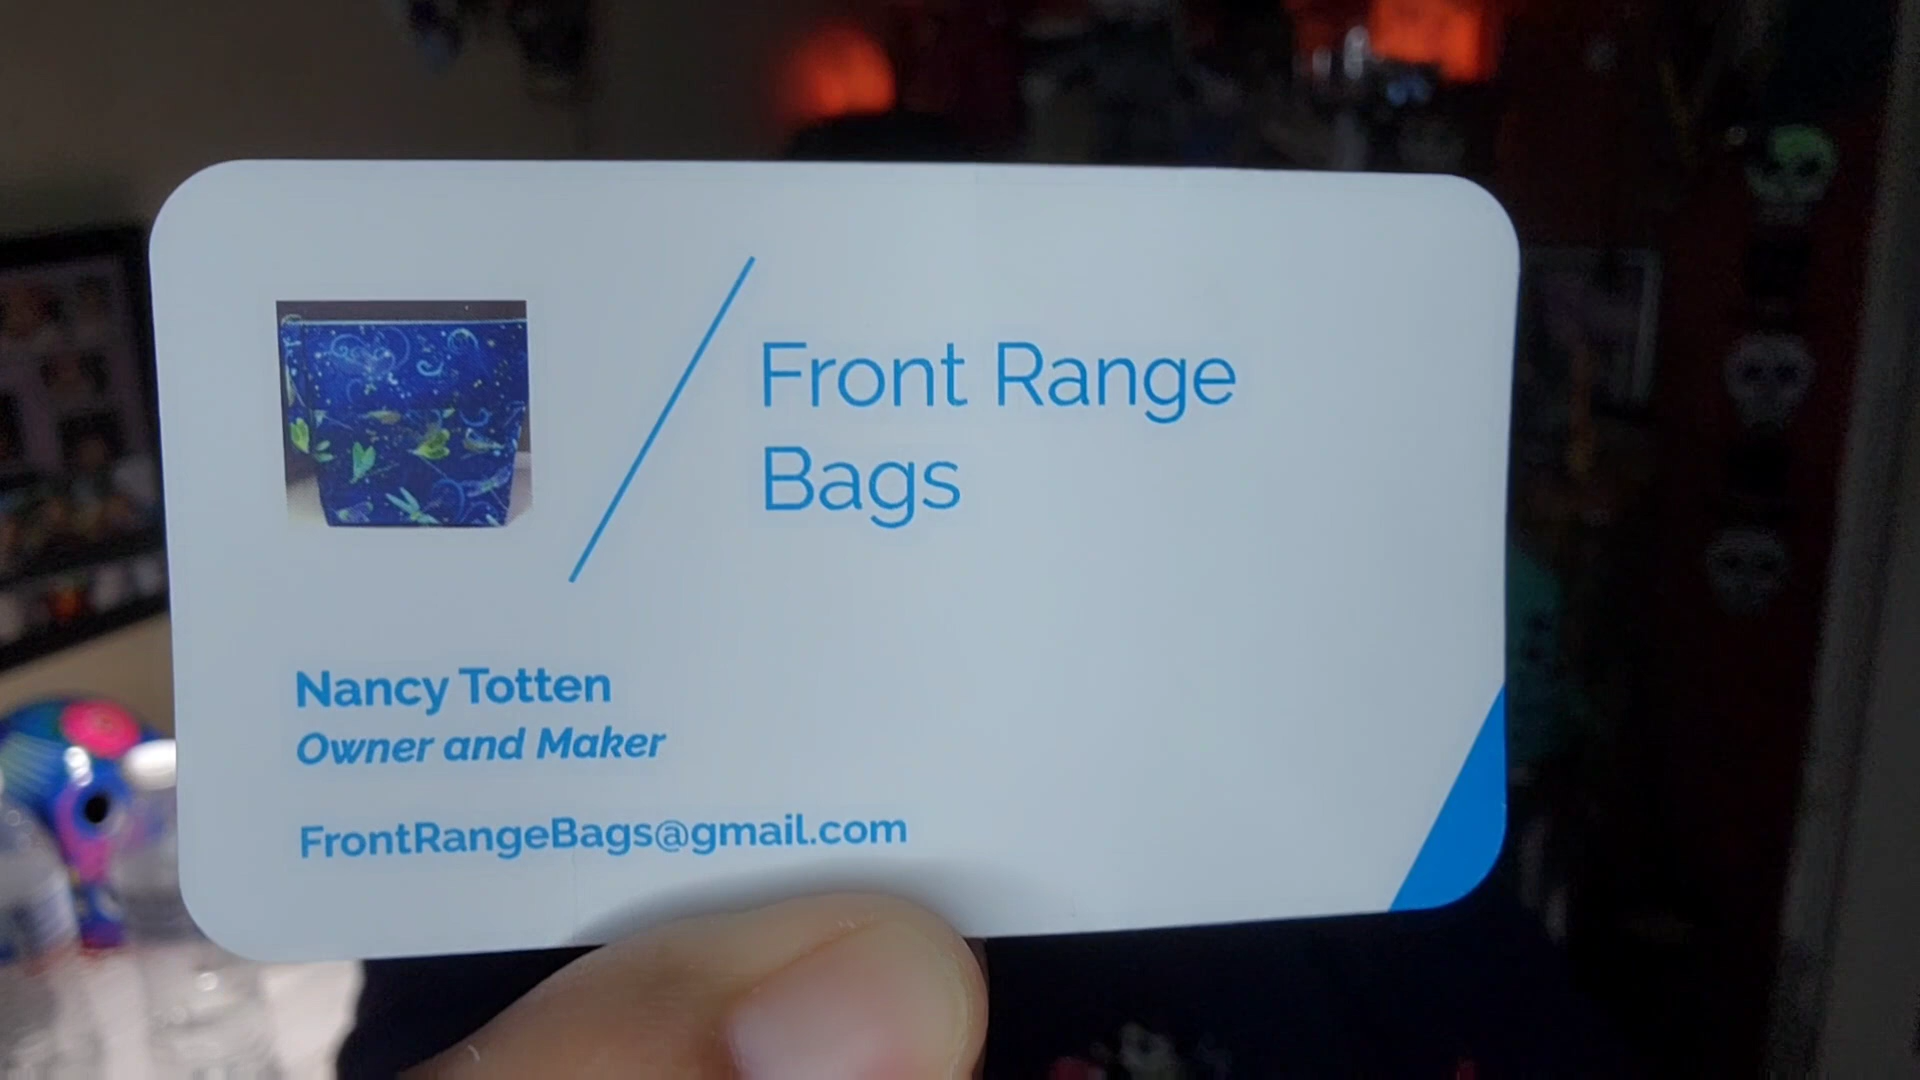 Front Range
Bags
Nancy Totten
Owner and Maker
FrontRangeBags@gmail.com